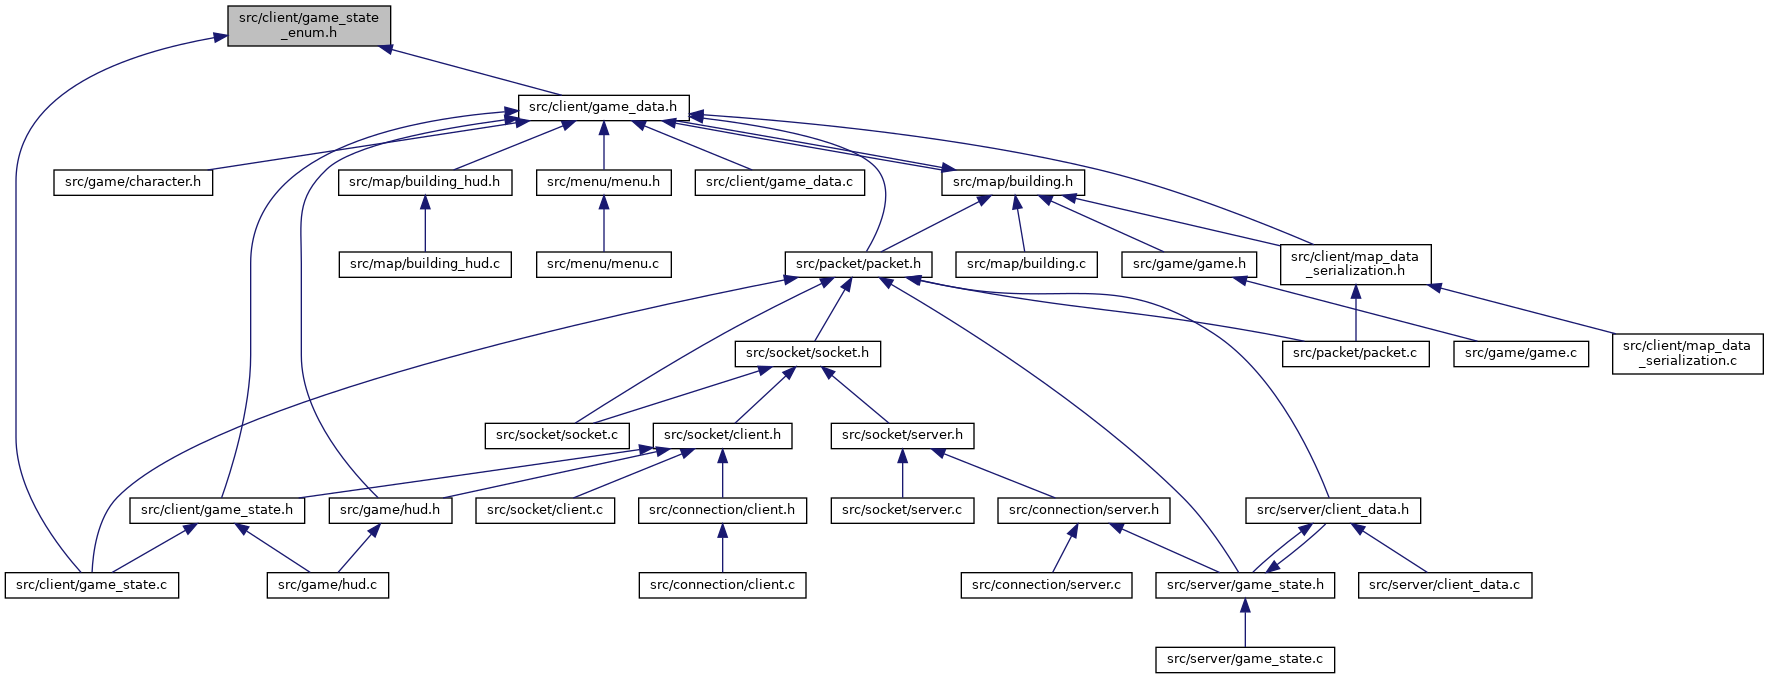 src/client/game_state
_enum.h
src/client/game_data.h
src/game/character.h
src/map/building_hud.h
src/menu/menu.h
src/client/game_data.c
src/map/building.h
src/map/building_hud.c
src/menu/menu.c
src/packet/packet.h
src/map/building.c
src/game/game.h
src/client/map_data
_serialization.h
src/socket/socket.h
src/packet/packet.c
src/game/game.c
src/client/map_data
_serialization.c
src/socket/socket.c
src/socket/client.h
src/socket/server.h
src/client/game_state.h
src/game/hud.h
src/socket/client.c
src/connection/client.h
src/socket/server.c
src/connection/server.h
src/server/client_data.h
src/client/game_state.c
src/game/hud.c
src/connection/client.c
src/connection/server.c
src/server/game_state.h
src/server/client_data.c
src/server/game_state.c